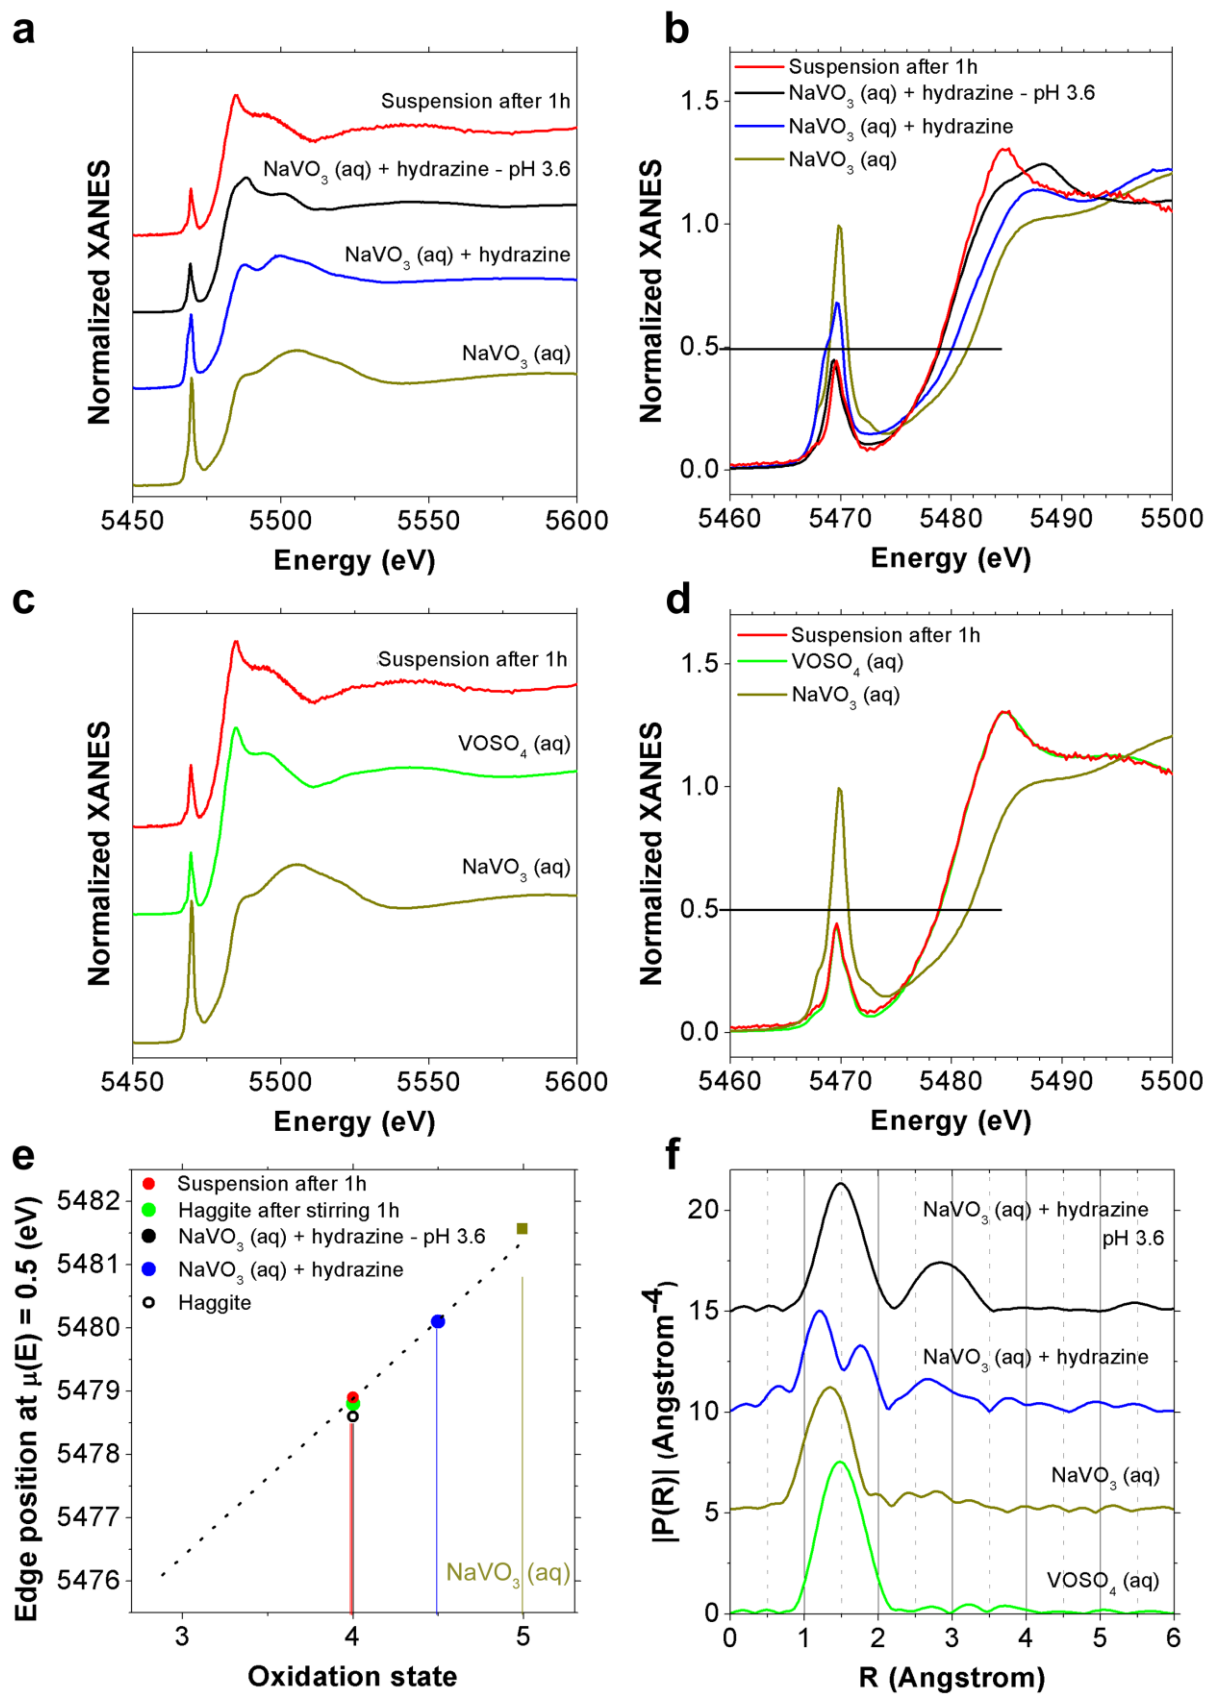 a
Normalized XANES
Suspension after 1h
NaVO₃ (aq) + hydrazine - pH 3.6
NaVO₃ (aq) + hydrazine
NaVO₃ (aq)
5450 5500 5550 5600
Energy (eV)
b
Normalized XANES
1.5
1.0
0.5
0.0
Suspension after 1h
NaVO₃ (aq) + hydrazine - pH 3.6
NaVO₃ (aq) + hydrazine
NaVO₃ (aq)
5460 5470 5480 5490 5500
Energy (eV)
c
Normalized XANES
Suspension after 1h
VOSO₄ (aq)
NaVO₃ (aq)
5450 5500 5550 5600
Energy (eV)
d
Normalized XANES
1.5
1.0
0.5
0.0
Suspension after 1h
VOSO₄ (aq)
NaVO₃ (aq)
5460 5470 5480 5490 5500
Energy (eV)
e
Edge position at µ(E) = 0.5 (eV)
5482
5481
5480
5479
5478
5477
5476
Suspension after 1h
Haggite after stirring 1h
NaVO₃ (aq) + hydrazine - pH 3.6
NaVO₃ (aq) + hydrazine
Haggite
NaVO₃ (aq)
3 4 5
Oxidation state
f
|P(R)| (Angstrom⁻⁴)
20
15
10
5
0
NaVO₃ (aq) + hydrazine
pH 3.6
NaVO₃ (aq) + hydrazine
NaVO₃ (aq)
VOSO₄ (aq)
0 1 2 3 4 5 6
R (Angstrom)